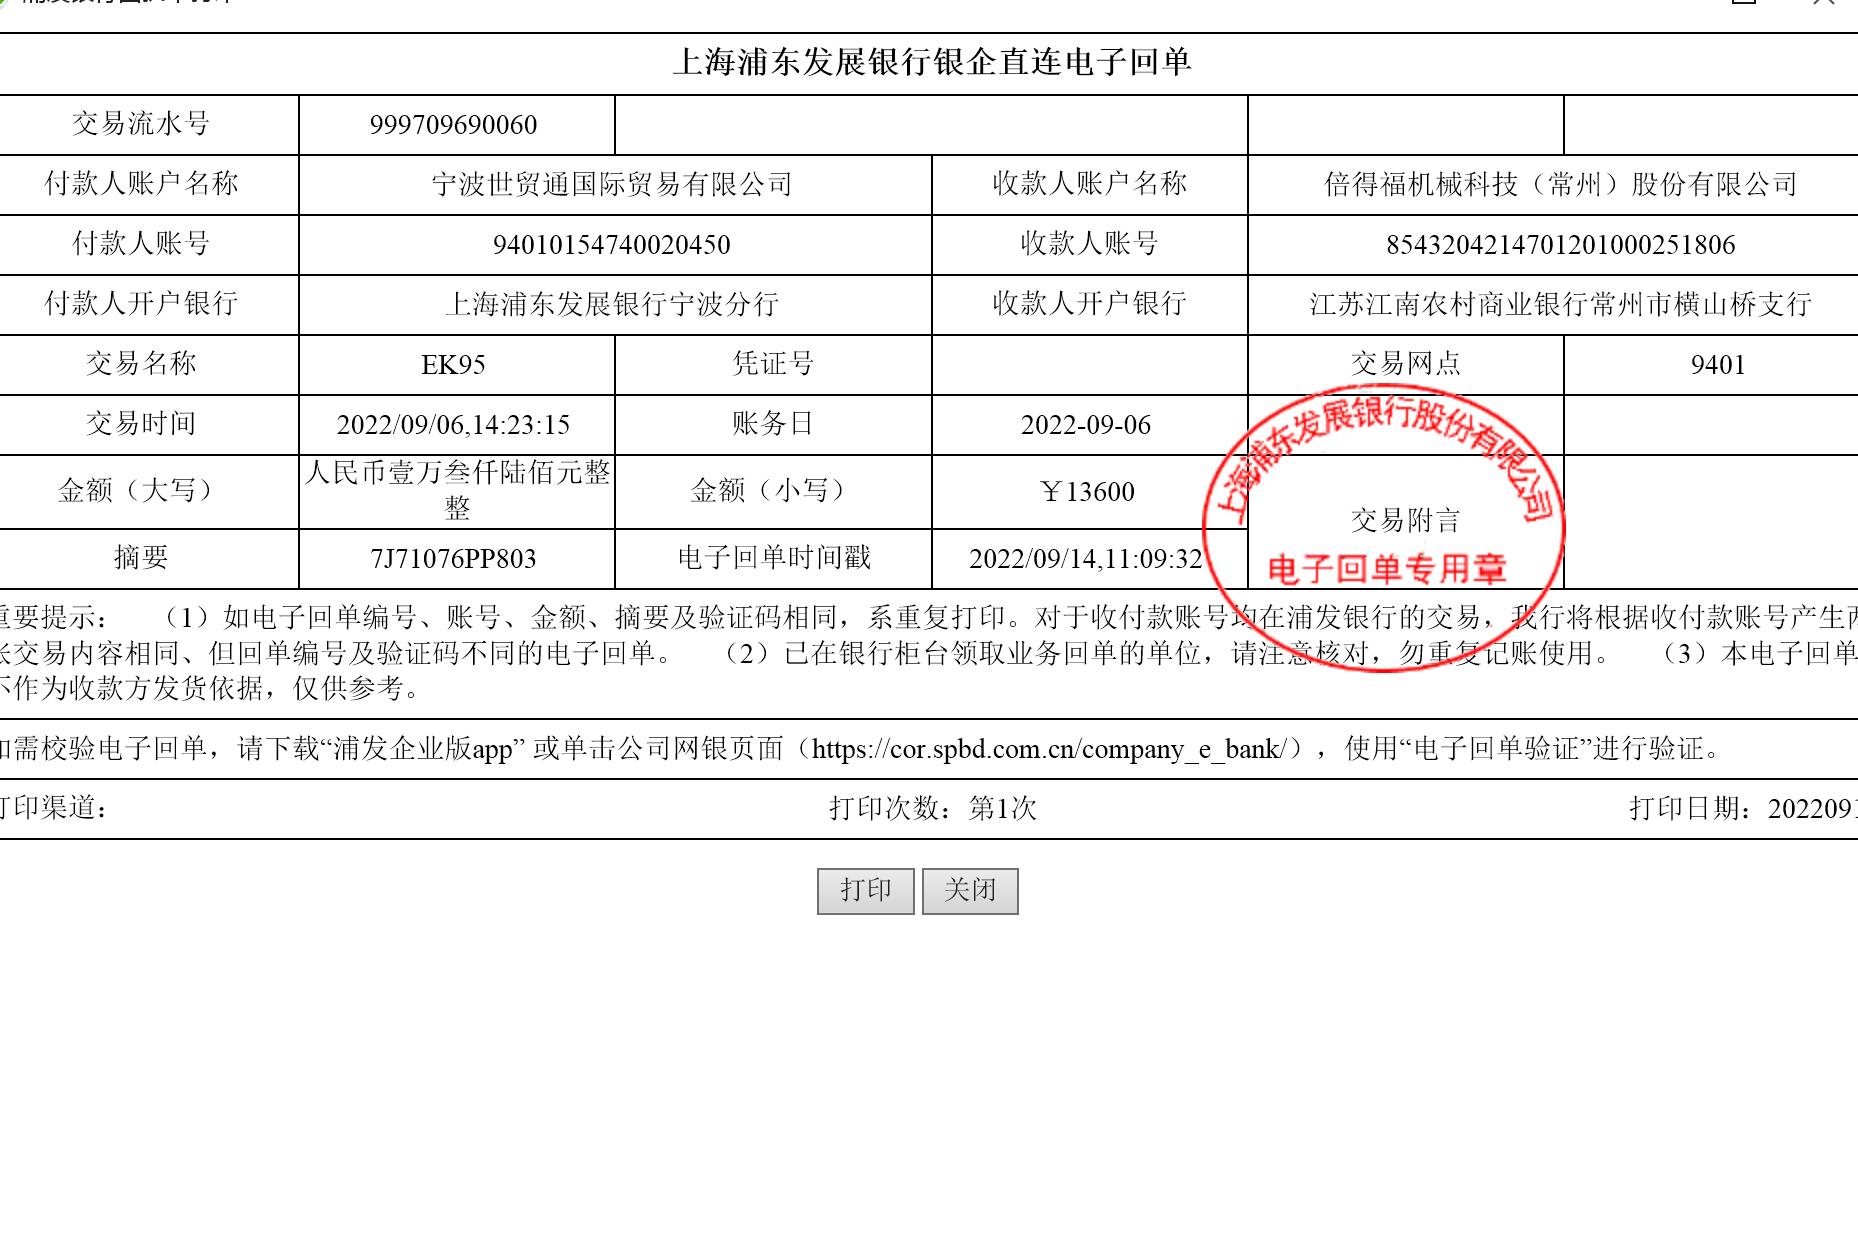 上海浦东发展银行银企直连电子回单
交易流水号 999709690060
付款人账户名称 宁波世贸通国际贸易有限公司 收款人账户名称 倍得福机械科技（常州）股份有限公司
付款人账号 94010154740020450 收款人账号 8543204214701201000251806
付款人开户银行 上海浦东发展银行宁波分行 收款人开户银行 江苏江南农村商业银行常州市横山桥支行
交易名称 EK95 凭证号 交易网点 9401
交易时间 2022/09/06,14:23:15 账务日 2022-09-06
上海浦东发展银行股份有限公司
金额（大写） 人民币壹万叁仟陆佰元整
整
金额（小写） ￥13600
交易附言
电子回单专用章
摘要 7J71076PP803 电子回单时间戳 2022/09/14,11:09:32
重要提示： （1）如电子回单编号、账号、金额、摘要及验证码相同，系重复打印。对于收付款账号均在浦发银行的交易，我行将根据收付款账号产生两
张交易内容相同、但回单编号及验证码不同的电子回单。 （2）已在银行柜台领取业务回单的单位，请注意核对，勿重复记账使用。 （3）本电子回单
不作为收款方发货依据，仅供参考。
如需校验电子回单，请下载“浦发企业版app” 或单击公司网银页面（https://cor.spbd.com.cn/company_e_bank/），使用“电子回单验证”进行验证。
打印渠道： 打印次数：第1次 打印日期：2022091
打印 关闭